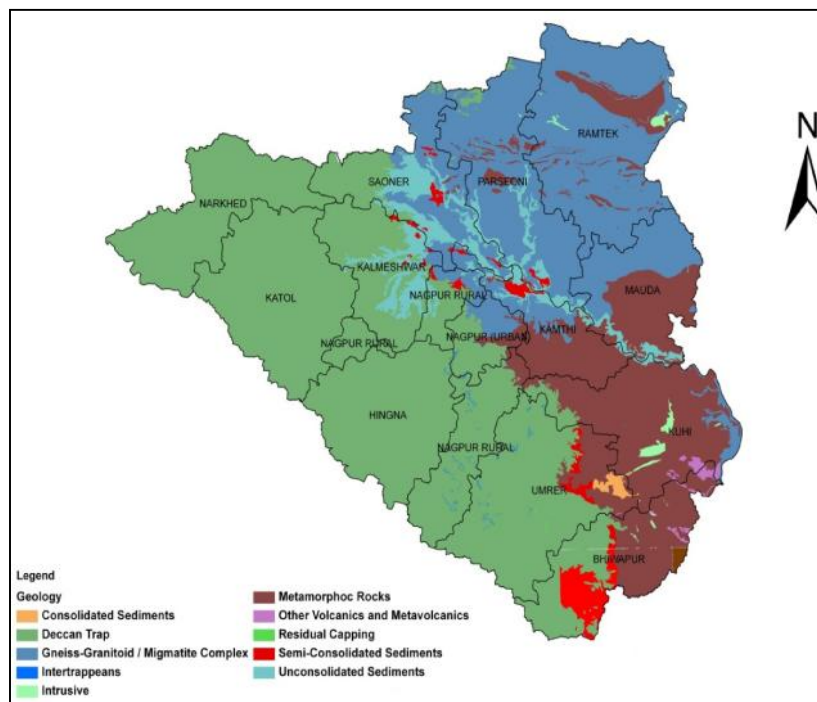 N
RAMTEK
SAONER
PARSEONI
NARKHED
KALMESHWAR
MAUDA
KATOL
NAGPUR RURAL
NAGPUR (URBAN)
KAMTHI
NAGPUR RURAL
HINGNA
KUHI
NAGPUR RURAL
UMRER
BHIWAPUR
Legend
Geology
Consolidated Sediments
Deccan Trap
Gneiss-Granitoid / Migmatite Complex
Intertrappeans
Intrusive
Metamorphoc Rocks
Other Volcanics and Metavolcanics
Residual Capping
Semi-Consolidated Sediments
Unconsolidated Sediments